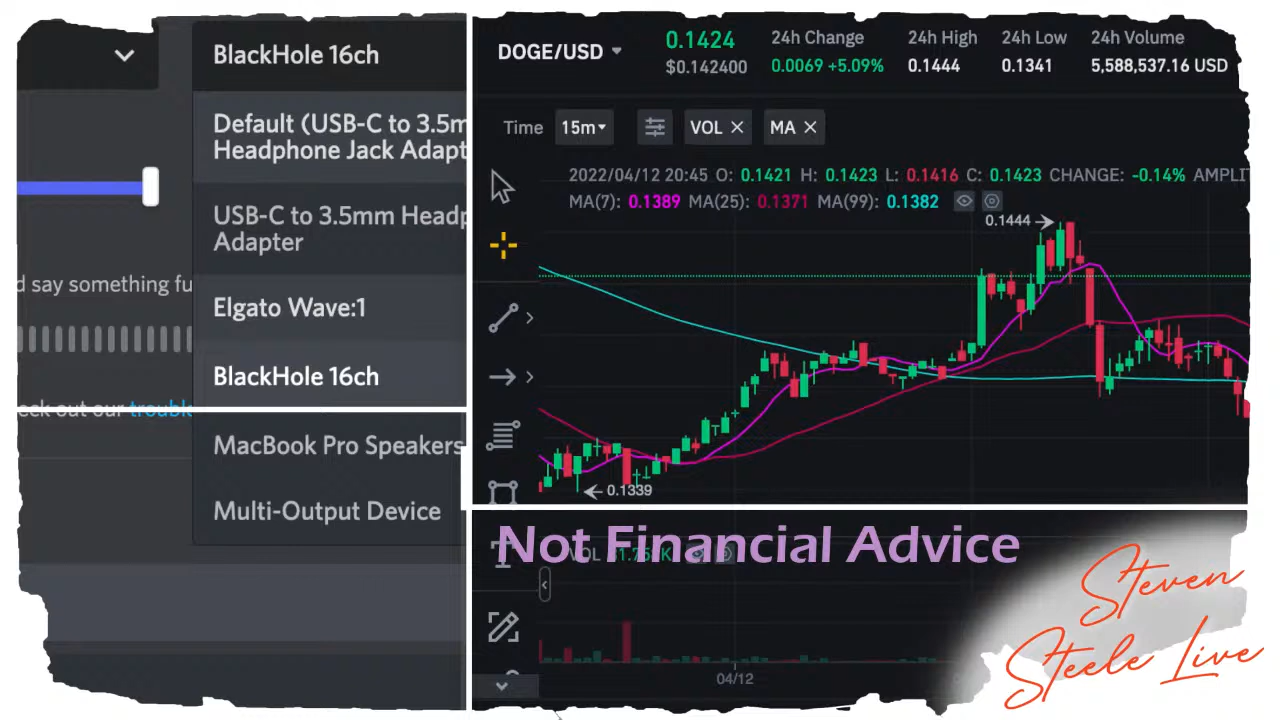 BlackHole 16ch
Default (USB-C to 3.5m
Headphone Jack Adapt
USB-C to 3.5mm Headp
Adapter
d say something fu
Elgato Wave:1
BlackHole 16ch
eck out our trouble
MacBook Pro Speakers
Multi-Output Device
DOGE/USD
0.1424
$0.142400
24h Change
0.0069 +5.09%
24h High
0.1444
24h Low
0.1341
24h Volume
5,588,537.16 USD
Time 15m VOL MA
2022/04/12 20:45 O: 0.1421 H: 0.1423 L: 0.1416 C: 0.1423 CHANGE: -0.14% AMPLIT
MA(7): 0.1389 MA(25): 0.1371 MA(99): 0.1382
0.1444
0.1339
Not Financial Advice
VOL
04/12
Steven
Steele Live